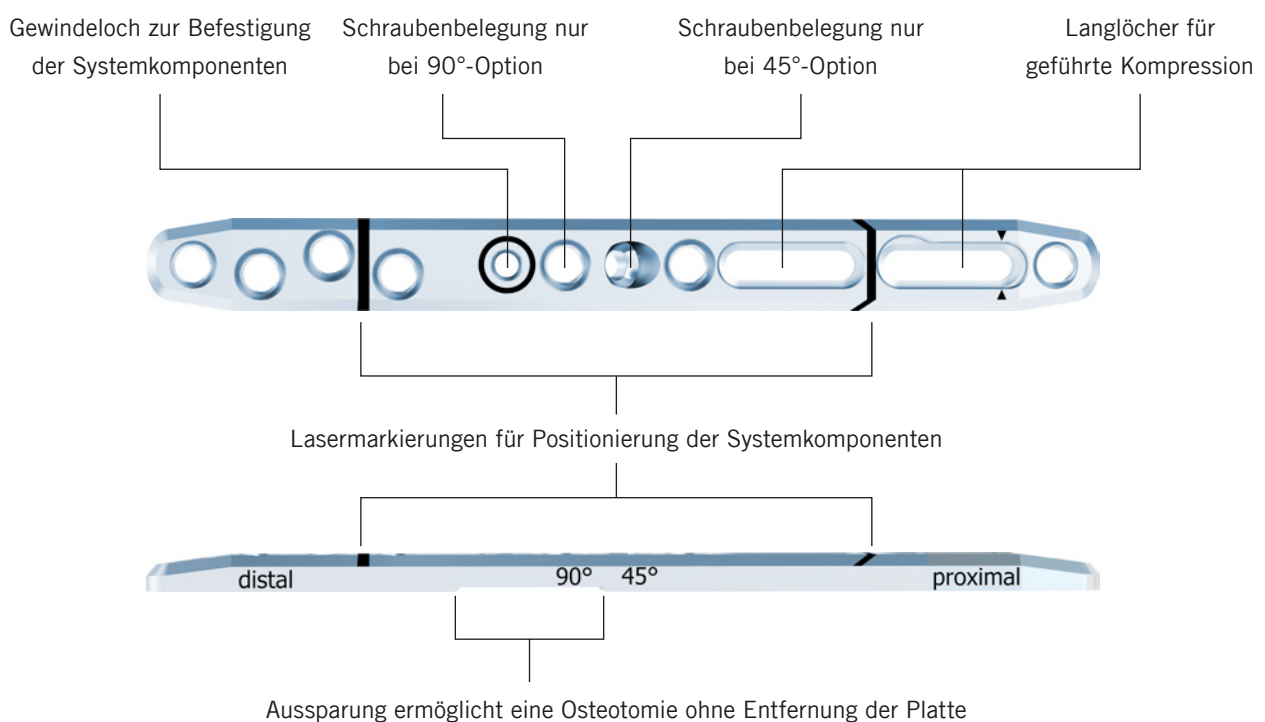 Gewindeloch zur Befestigung
der Systemkomponenten
Schraubenbelegung nur
bei 90°-Option
Schraubenbelegung nur
bei 45°-Option
Langlöcher für
geführte Kompression
Lasermarkierungen für Positionierung der Systemkomponenten
distal 90° 45° proximal
Aussparung ermöglicht eine Osteotomie ohne Entfernung der Platte